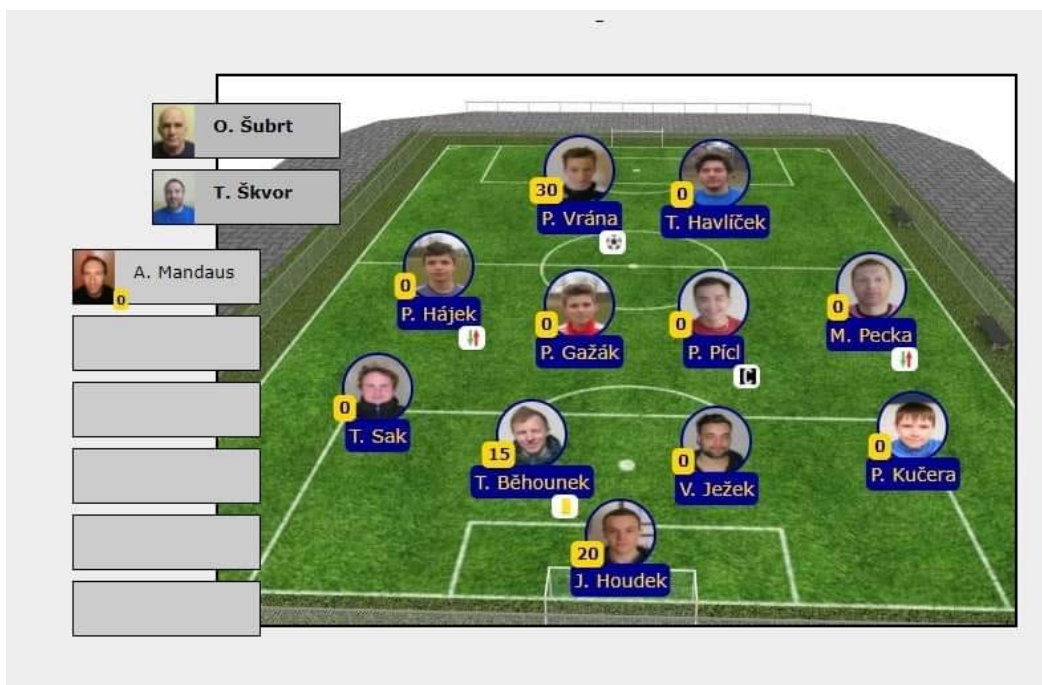 O. Šubrt
T. Škvor
A. Mandaus
0
30
P. Vrána
0
T. Havlíček
0
P. Hájek
0
P. Gažák
0
P. Pícl
C
0
M. Pecka
0
T. Sak
15
T. Běhounek
0
V. Ježek
0
P. Kučera
20
J. Houdek